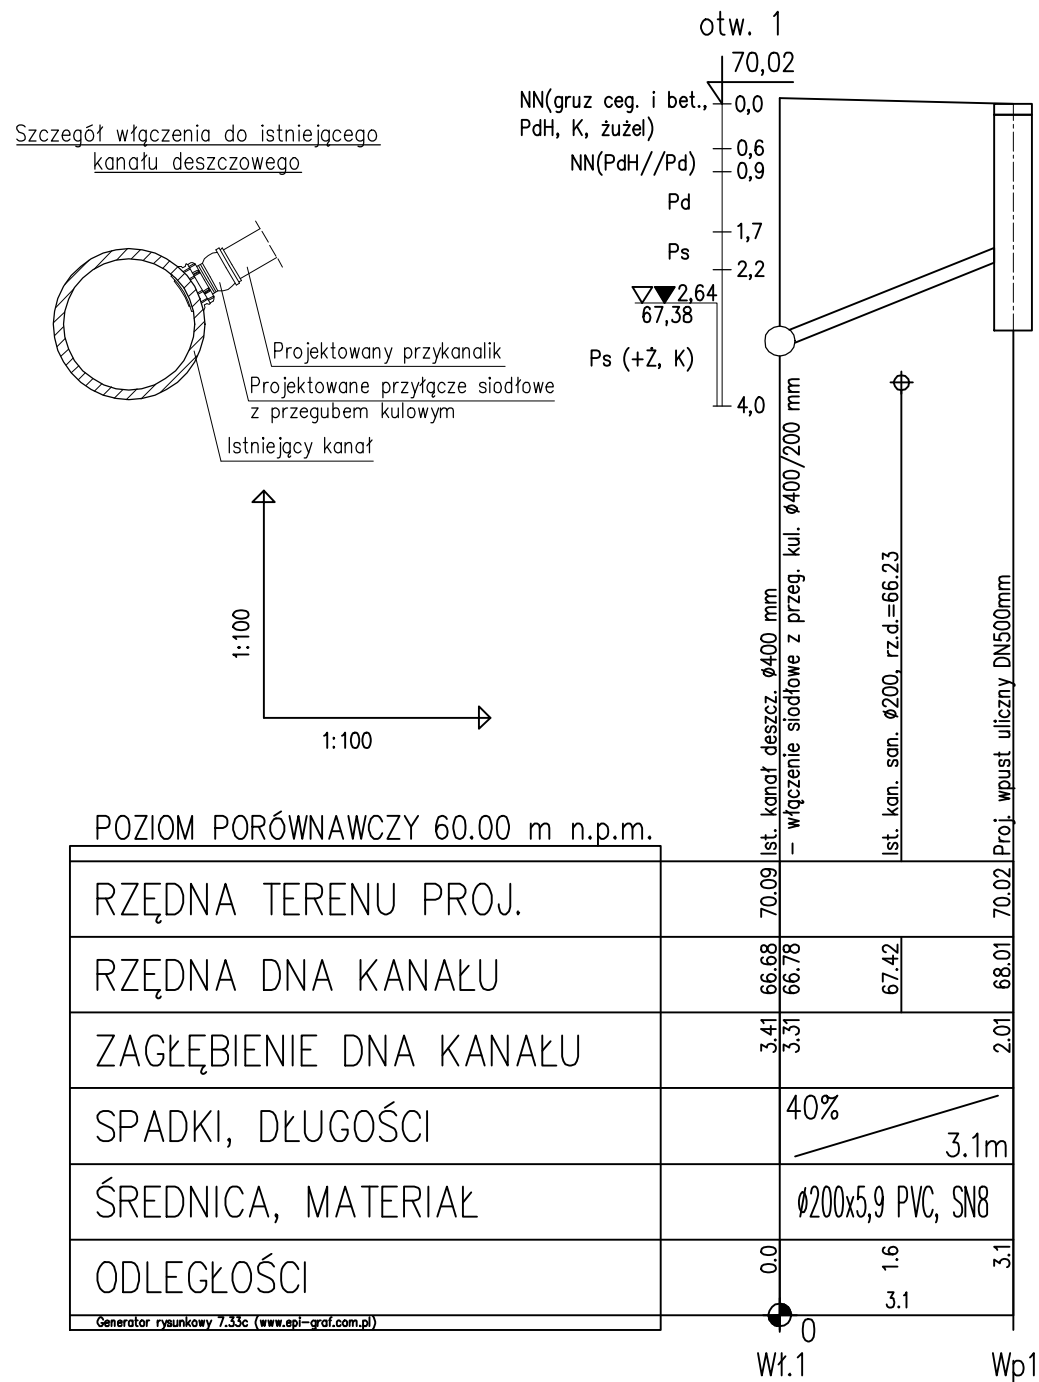 otw. 1
70,02
NN(gruz ceg. i bet.,
PdH, K, żużel)
0,0
0,6
NN(PdH//Pd)
0,9
Pd
1,7
Ps
2,2
2,64
67,38
Ps (+Ż, K)
4,0
Szczegół włączenia do istniejącego
kanału deszczowego
Projektowany przykanalik
Projektowane przyłącze siodłowe
z przegubem kulowym
Istniejący kanał
1:100
1:100
Ist. kanał deszcz. ø400 mm
- włączenie siodłowe z przeg. kul. ø400/200 mm
Ist. kan. san. ø200, rz.d.=66.23
Proj. wpust uliczny DN500mm
POZIOM PORÓWNAWCZY 60.00 m n.p.m.
RZĘDNA TERENU PROJ.
70.09
70.02
RZĘDNA DNA KANAŁU
66.68
66.78
67.42
68.01
ZAGŁĘBIENIE DNA KANAŁU
3.41
3.31
2.01
SPADKI, DŁUGOŚCI
40%
3.1m
ŚREDNICA, MATERIAŁ
ø200x5,9 PVC, SN8
ODLEGŁOŚCI
0.0
1.6
3.1
3.1
Generator rysunkowy 7.33c (www.epi-graf.com.pl)
0
Wł.1
Wp1